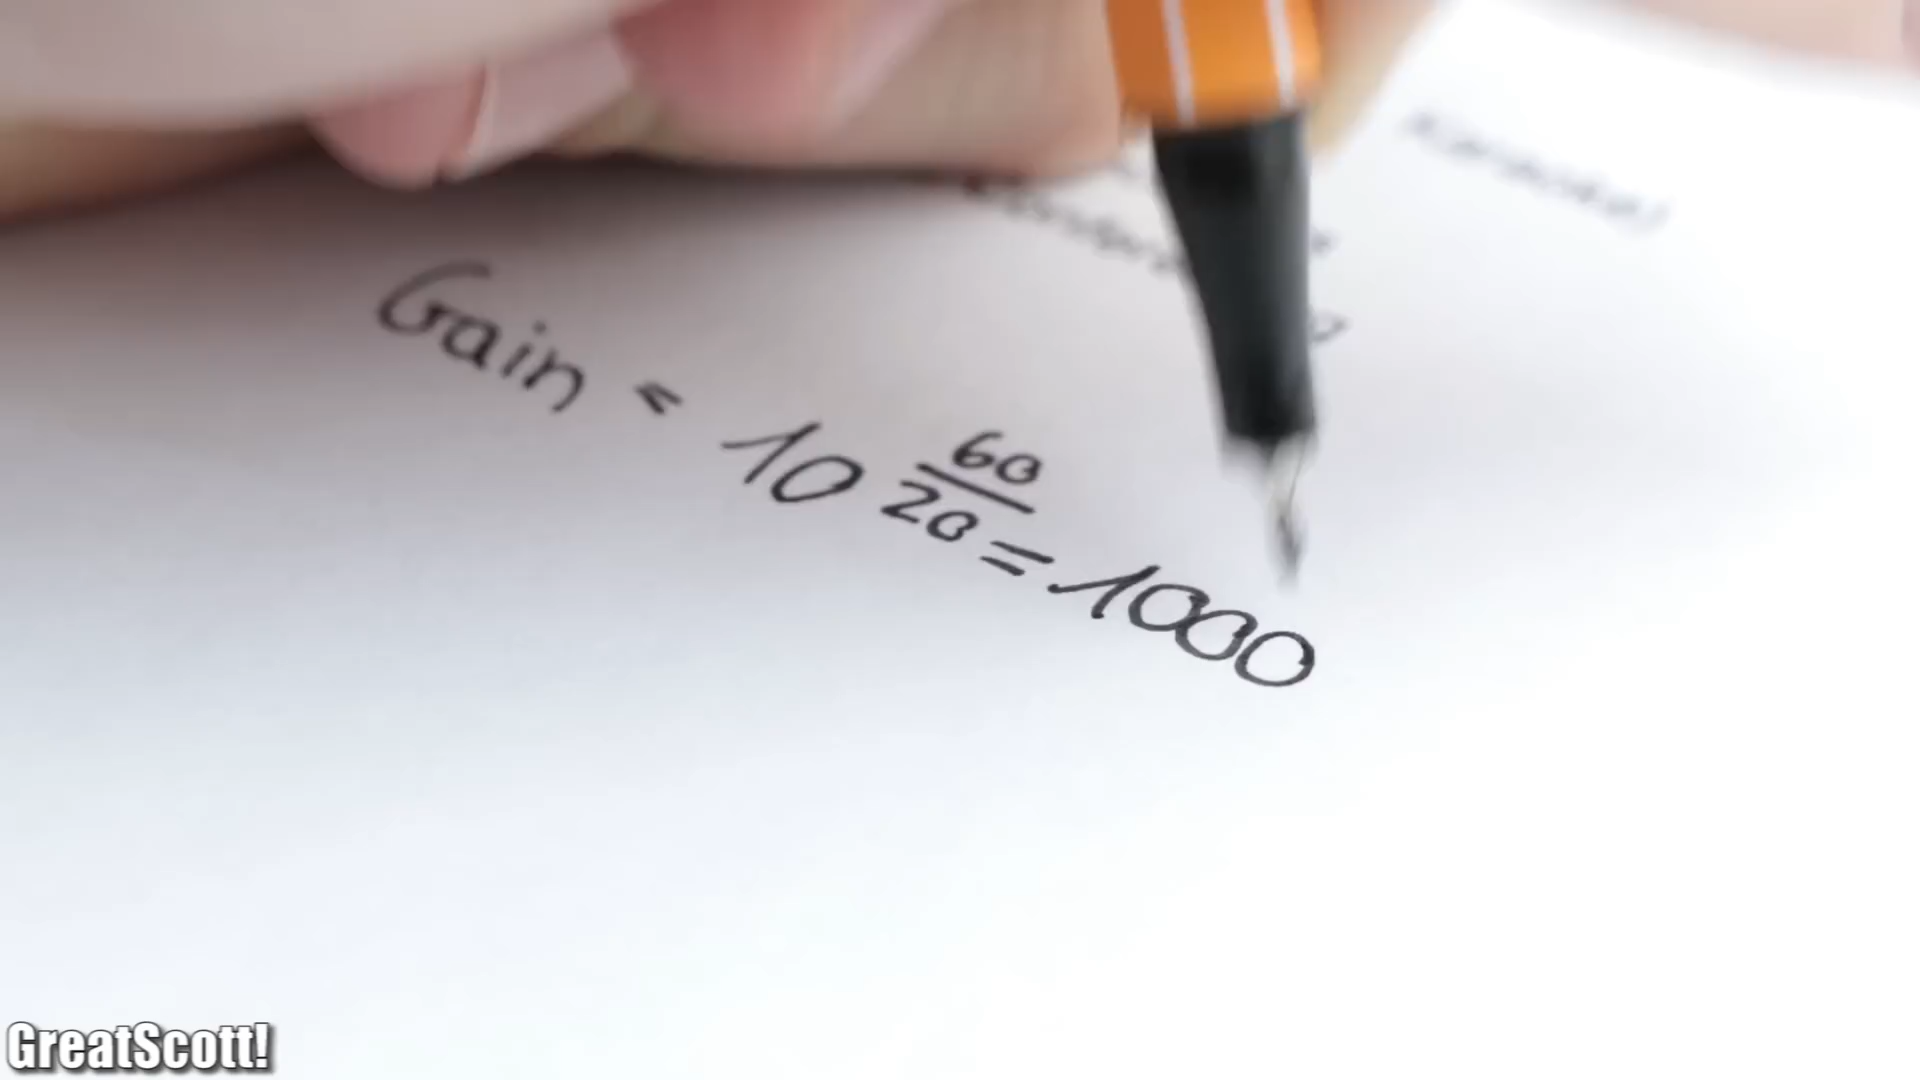 Gain = 10^(60/20) = 1000
GreatScott!